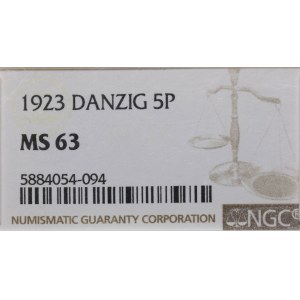 1923 DANZIG 5P
MS 63
5884054-094
NUMISMATIC GUARANTY CORPORATION
NGC®